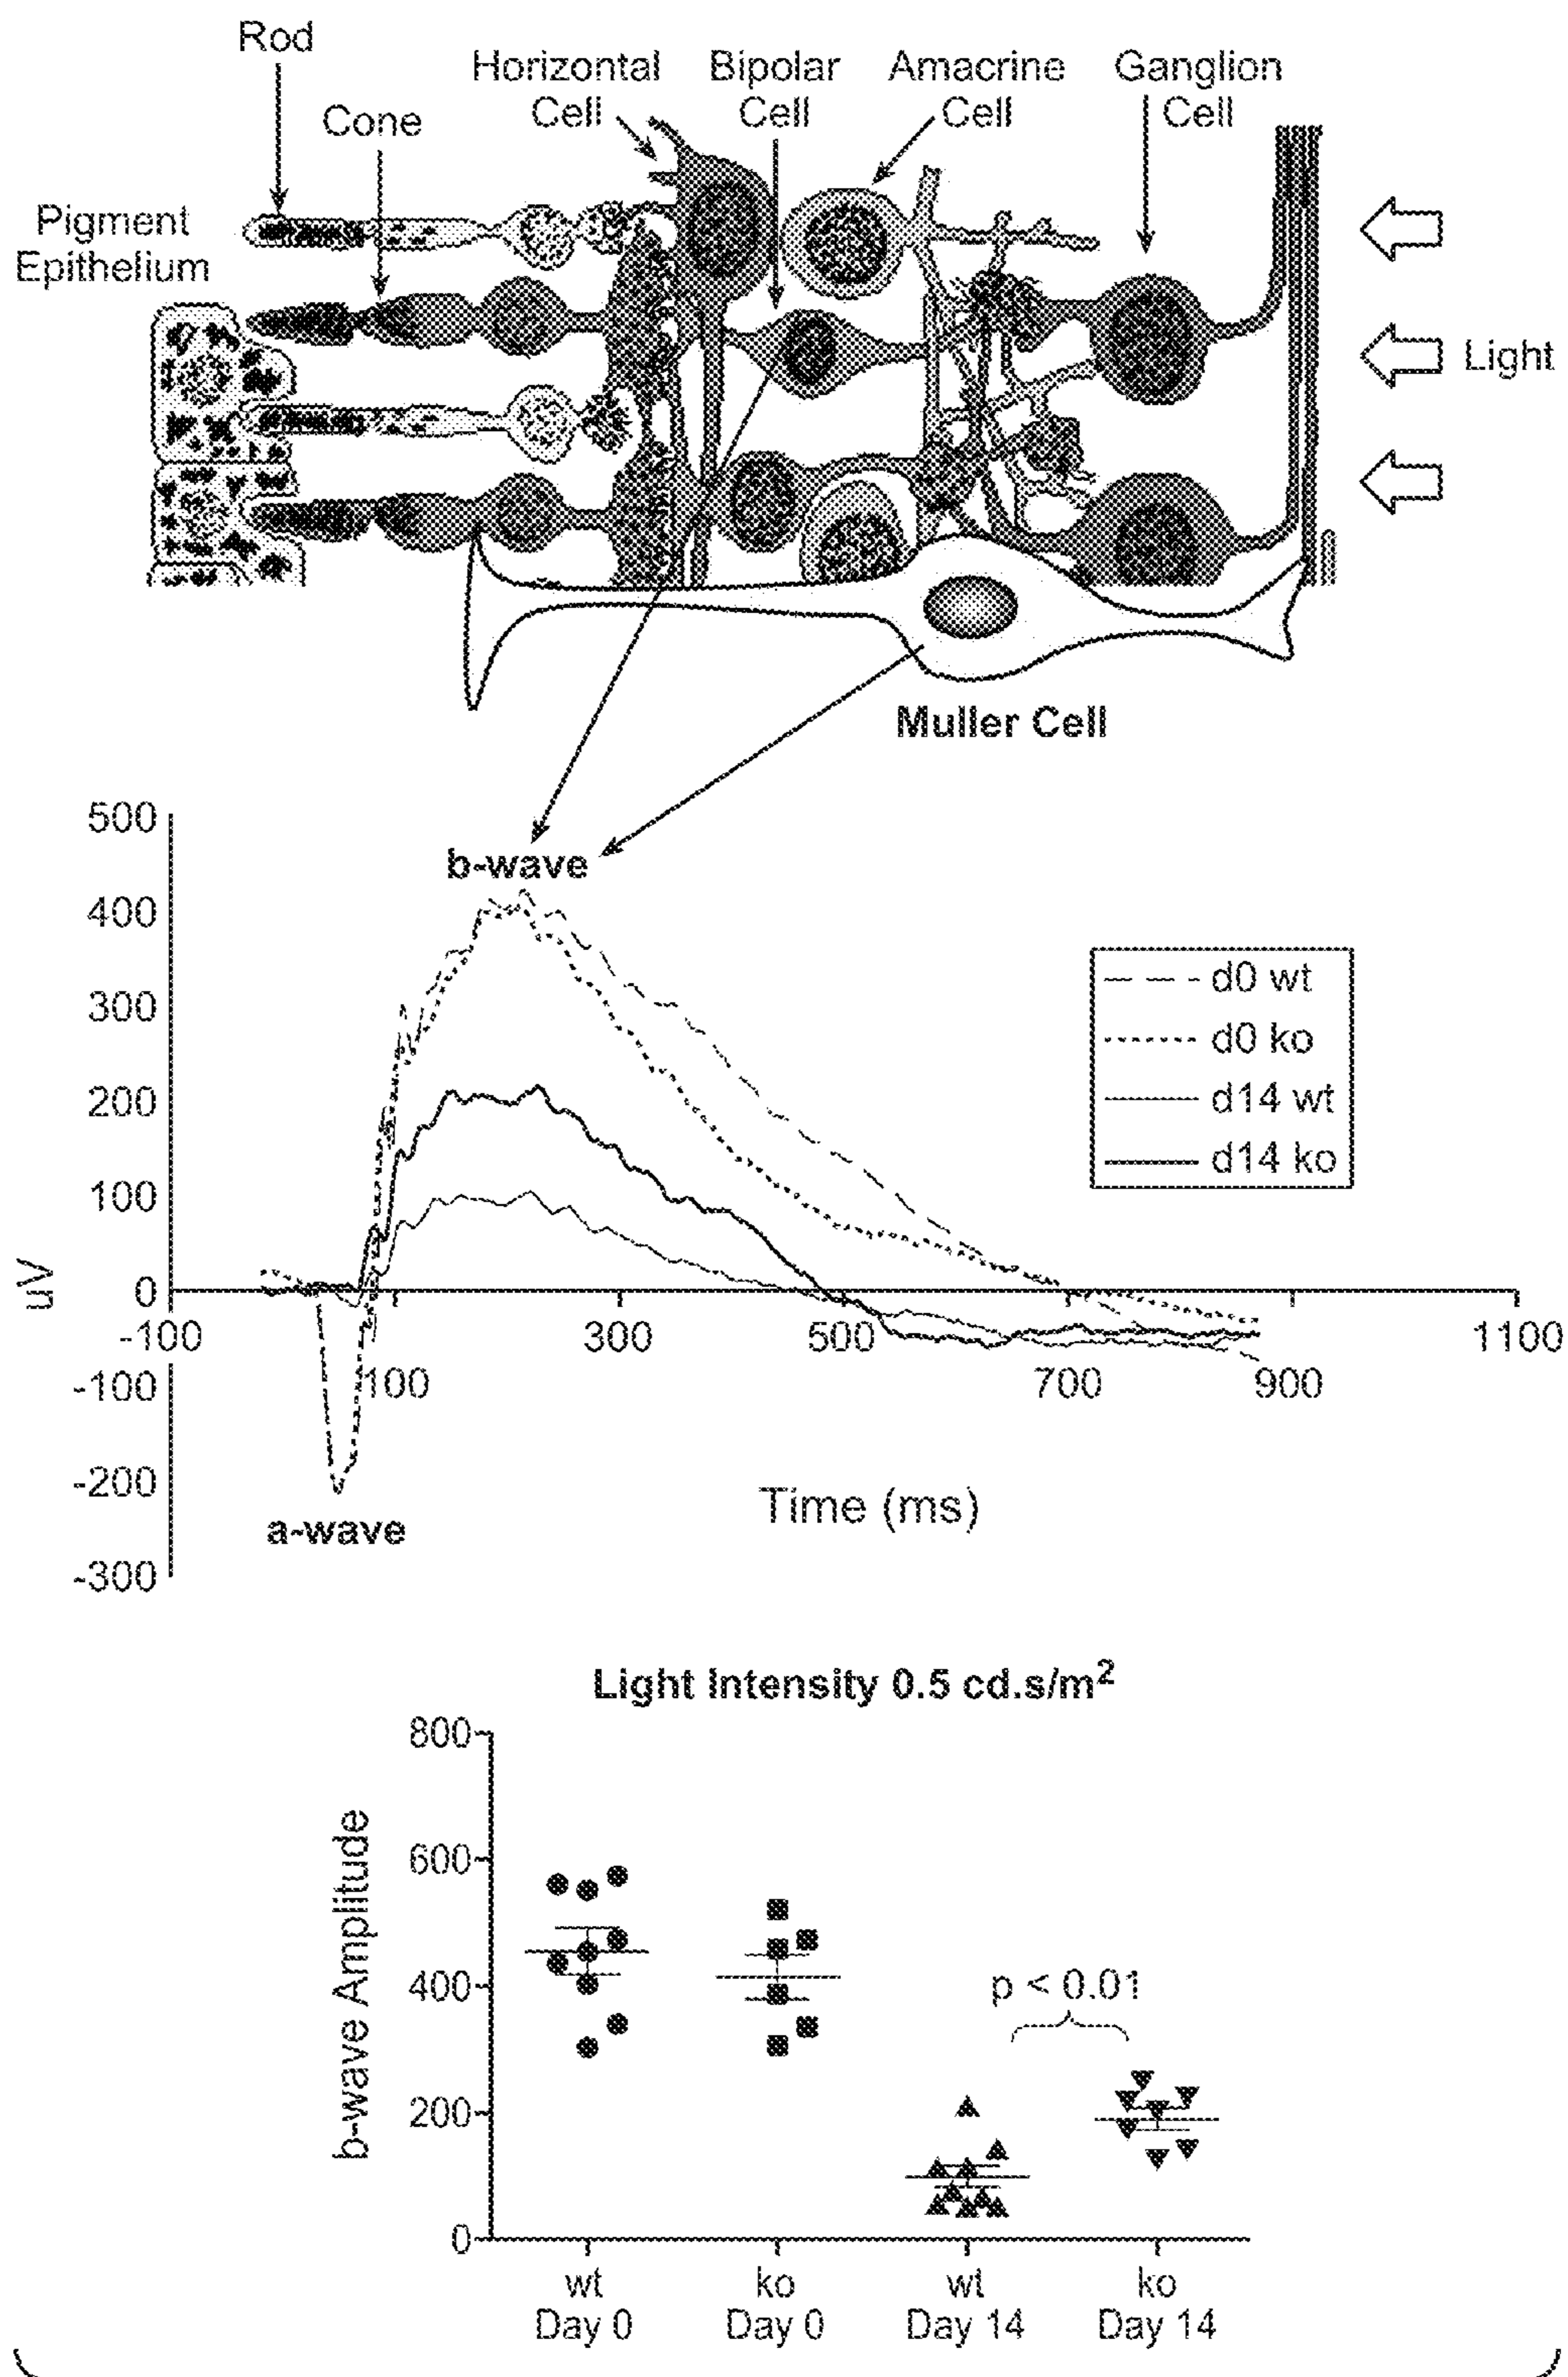 Rod
Cone
Horizontal
Cell
Bipolar
Cell
Amacrine
Cell
Ganglion
Cell
Pigment
Epithelium
Light
Muller Cell
b-wave
500
400
300
200
100
0
-100
-200
-300
uV
-100
100
300
500
700
900
1100
Time (ms)
a-wave
d0 wt
d0 ko
d14 wt
d14 ko
Light Intensity 0.5 cd.s/m²
b-wave Amplitude
800
600
400
200
0
p < 0.01
wt
Day 0
ko
Day 0
wt
Day 14
ko
Day 14